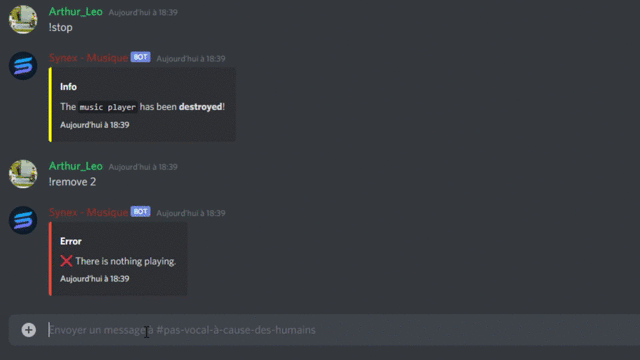 Arthur_Leo Aujourd'hui à 18:39
!stop
Synex - Musique BOT Aujourd'hui à 18:39
Info
The music player has been destroyed!
Aujourd'hui à 18:39
Arthur_Leo Aujourd'hui à 18:39
!remove 2
Synex - Musique BOT Aujourd'hui à 18:39
Error
❌ There is nothing playing.
Aujourd'hui à 18:39
Envoyer un message à #pas-vocal-à-cause-des-humains